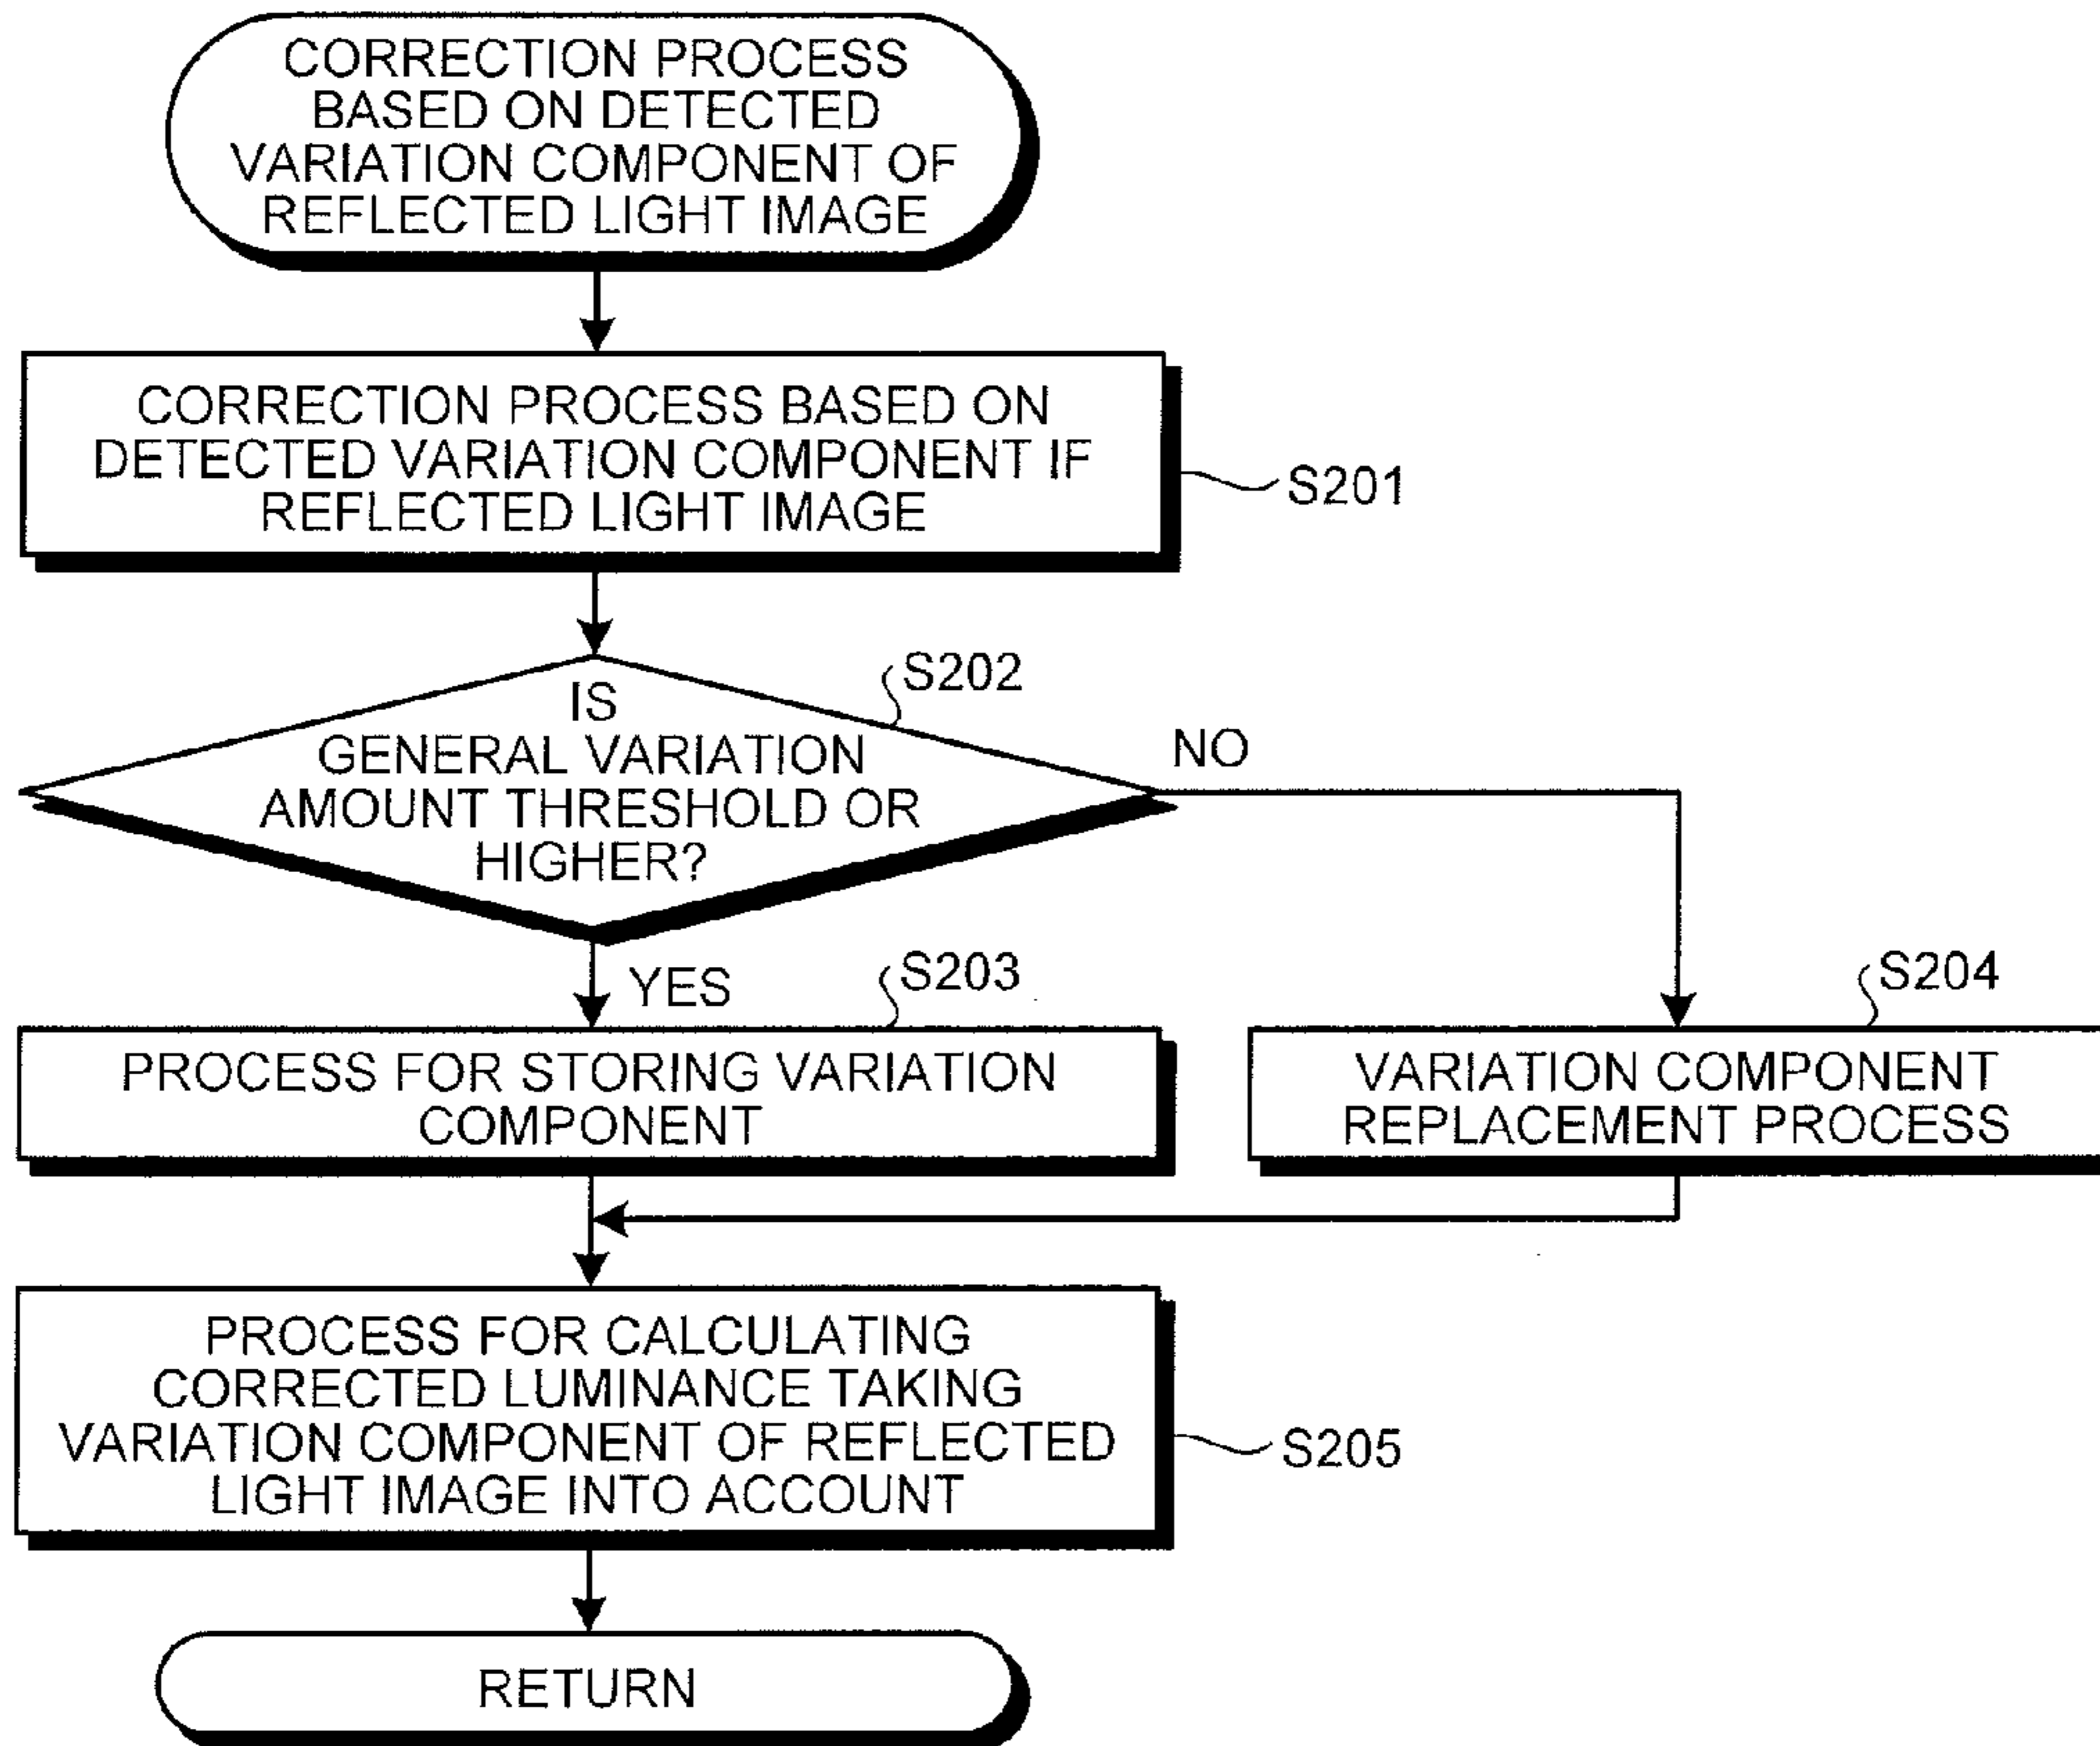 CORRECTION PROCESS
BASED ON DETECTED
VARIATION COMPONENT OF
REFLECTED LIGHT IMAGE
CORRECTION PROCESS BASED ON
DETECTED VARIATION COMPONENT IF
REFLECTED LIGHT IMAGE
S201
S202
IS
GENERAL VARIATION
AMOUNT THRESHOLD OR
HIGHER?
NO
YES
S203
PROCESS FOR STORING VARIATION
COMPONENT
S204
VARIATION COMPONENT
REPLACEMENT PROCESS
PROCESS FOR CALCULATING
CORRECTED LUMINANCE TAKING
VARIATION COMPONENT OF REFLECTED
LIGHT IMAGE INTO ACCOUNT
S205
RETURN